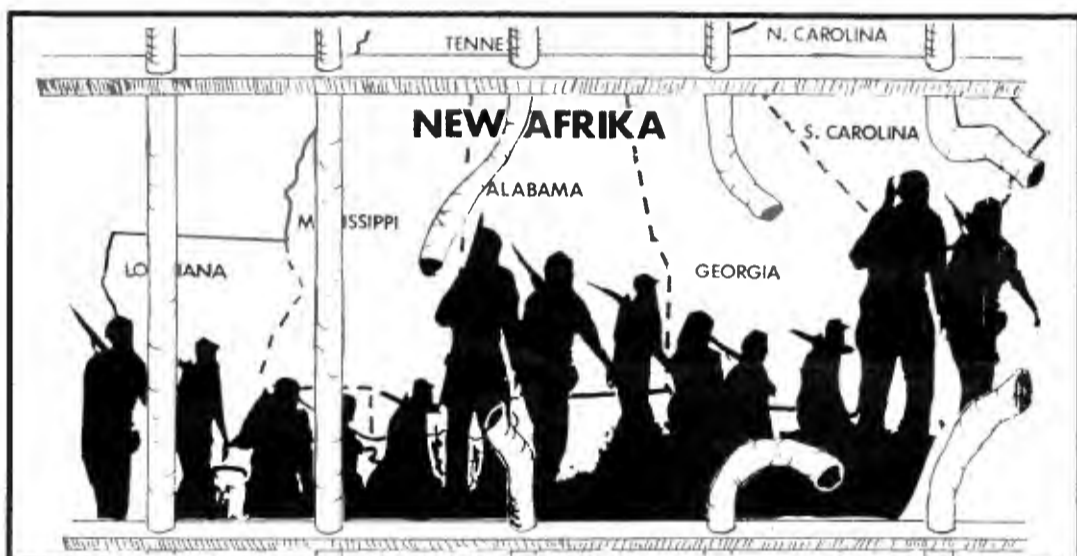 TENNE
N. CAROLINA
NEW AFRIKA
S. CAROLINA
ALABAMA
M ISSIPPI
LO IANA
GEORGIA